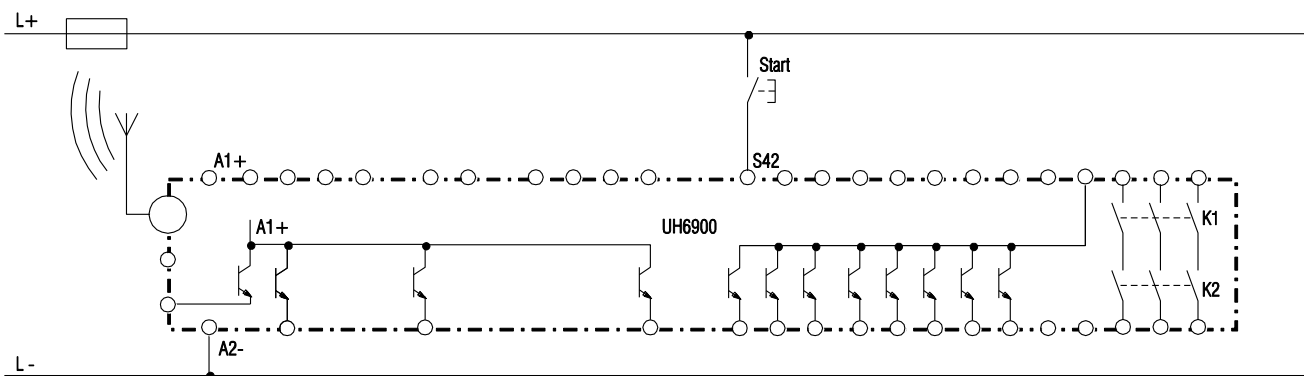 L+
Start
A1+
S42
A1+
UH6900
K1
K2
A2-
L-